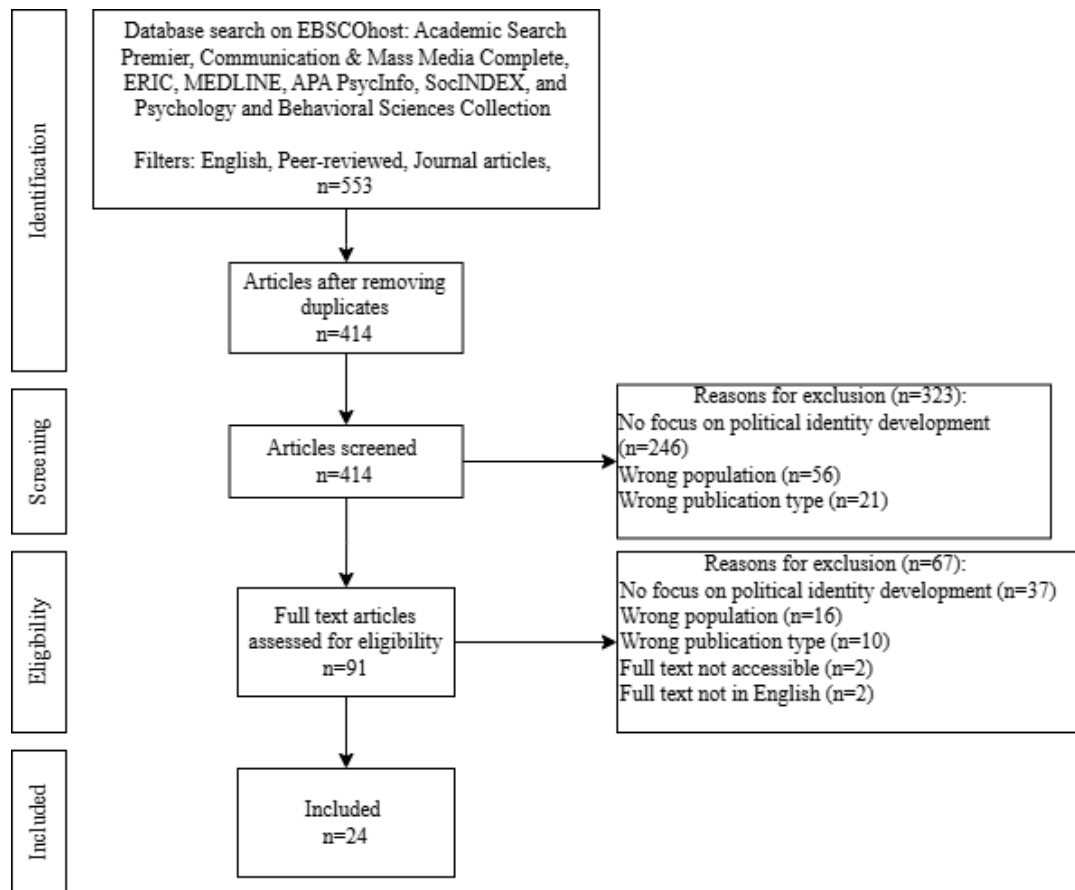 Identification
Database search on EBSCOhost: Academic Search
Premier, Communication & Mass Media Complete,
ERIC, MEDLINE, APA PsycInfo, SocINDEX, and
Psychology and Behavioral Sciences Collection
Filters: English, Peer-reviewed, Journal articles,
n=553
Articles after removing
duplicates
n=414
Screening
Articles screened
n=414
Reasons for exclusion (n=323):
No focus on political identity development
(n=246)
Wrong population (n=56)
Wrong publication type (n=21)
Eligibility
Full text articles
assessed for eligibility
n=91
Reasons for exclusion (n=67):
No focus on political identity development (n=37)
Wrong population (n=16)
Wrong publication type (n=10)
Full text not accessible (n=2)
Full text not in English (n=2)
Included
Included
n=24